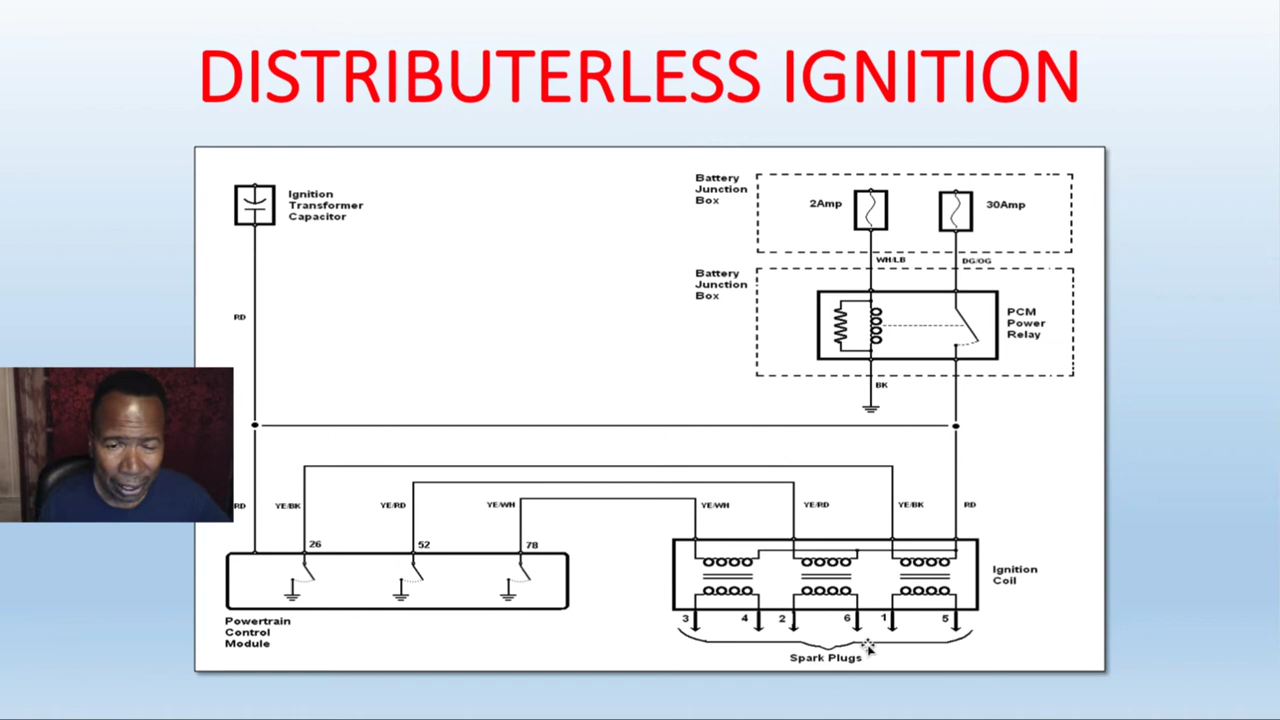 DISTRIBUTERLESS IGNITION
Ignition
Transformer
Capacitor
Battery
Junction
Box
2Amp
30Amp
WH/LB
DG/OG
Battery
Junction
Box
PCM
Power
Relay
RD
BK
RD
YE/BK
YE/RD
YE/WH
YE/WH
YE/RD
YE/BK
RD
26
52
78
Ignition
Coil
3
4
2
6
1
5
Powertrain
Control
Module
Spark Plugs